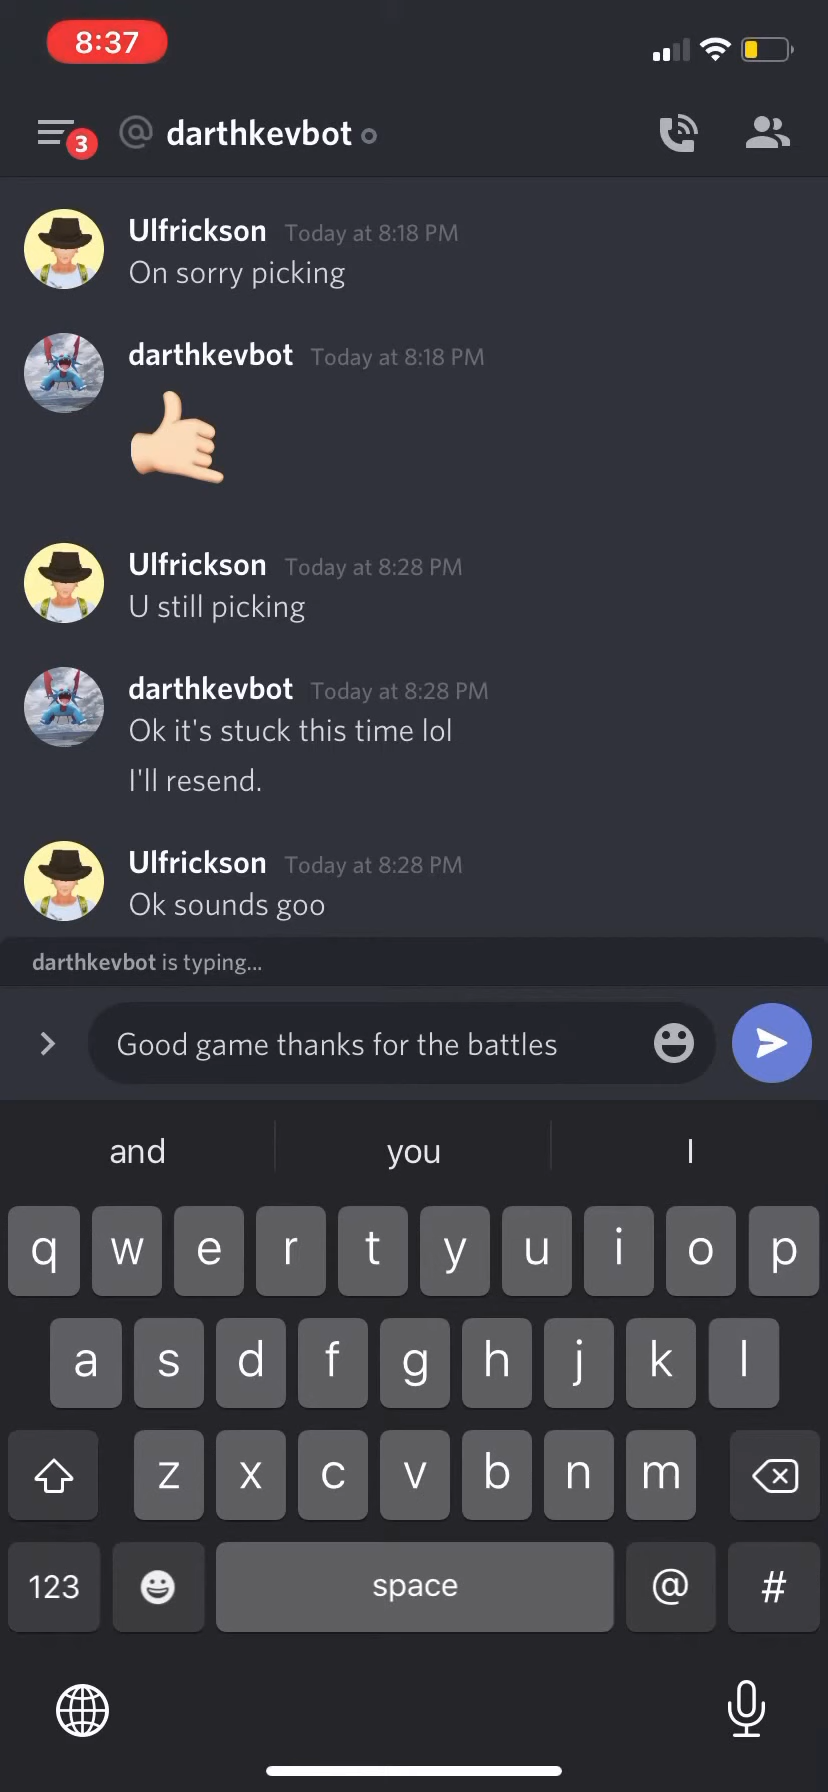 8:37
3
@ darthkevbot
Ulfrickson Today at 8:18 PM
On sorry picking
darthkevbot Today at 8:18 PM
Ulfrickson Today at 8:28 PM
U still picking
darthkevbot Today at 8:28 PM
Ok it's stuck this time lol
I'll resend.
Ulfrickson Today at 8:28 PM
Ok sounds goo
darthkevbot is typing...
Good game thanks for the battles
and you I
q w e r t y u i o p
a s d f g h j k l
z x c v b n m
123 space @ #